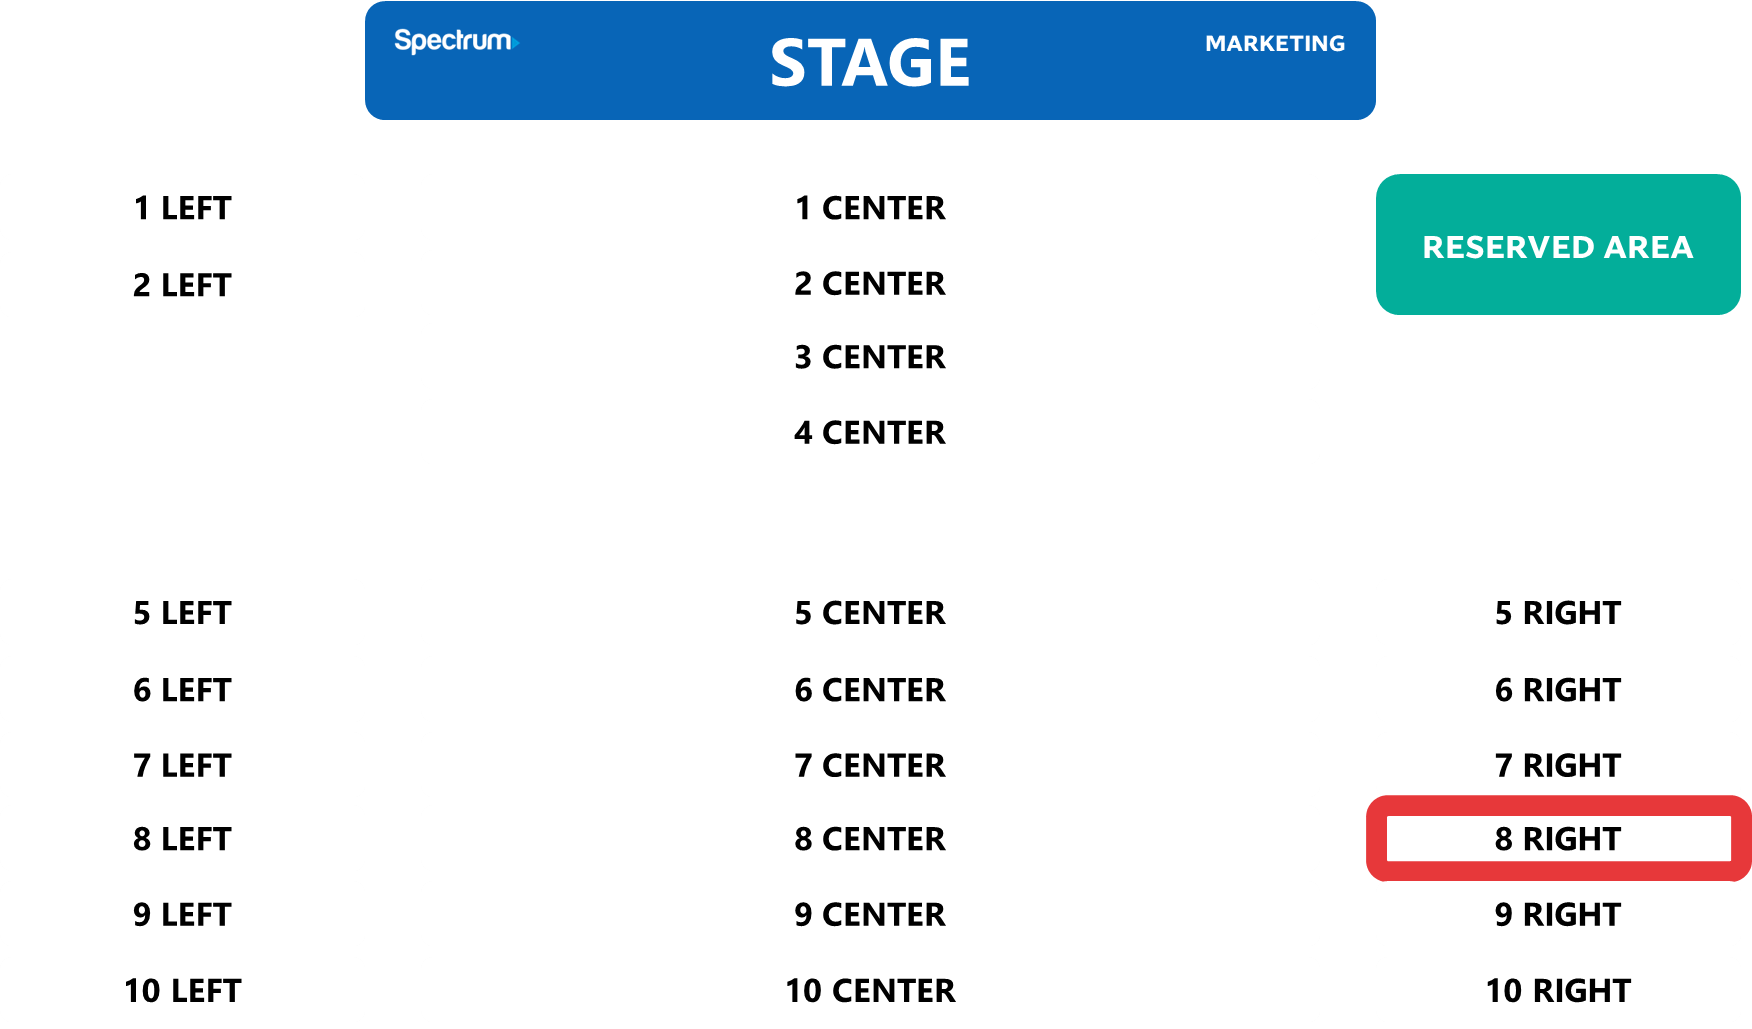 Spectrum STAGE MARKETING
1 LEFT 1 CENTER
RESERVED AREA
2 LEFT 2 CENTER
3 CENTER
4 CENTER
5 LEFT 5 CENTER 5 RIGHT
6 LEFT 6 CENTER 6 RIGHT
7 LEFT 7 CENTER 7 RIGHT
8 LEFT 8 CENTER 8 RIGHT
9 LEFT 9 CENTER 9 RIGHT
10 LEFT 10 CENTER 10 RIGHT